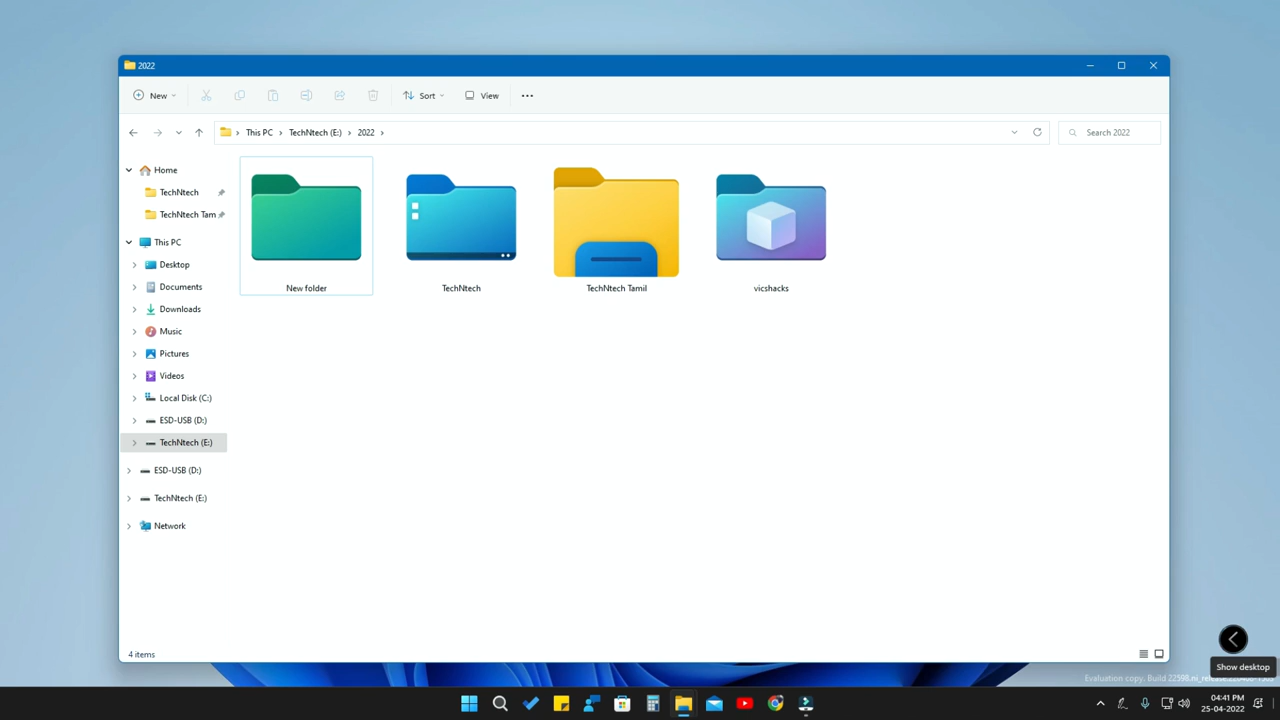 2022
New
Sort
View
This PC
TechNtech (E:)
2022
Search 2022
Home
TechNtech
TechNtech Tam
This PC
Desktop
Documents
Downloads
Music
Pictures
Videos
Local Disk (C:)
ESD-USB (D:)
TechNtech (E:)
ESD-USB (D:)
TechNtech (E:)
Network
New folder
TechNtech
TechNtech Tamil
vicshacks
4 items
Show desktop
Evaluation copy. Build 22598.ni_release.
04:41 PM
25-04-2022